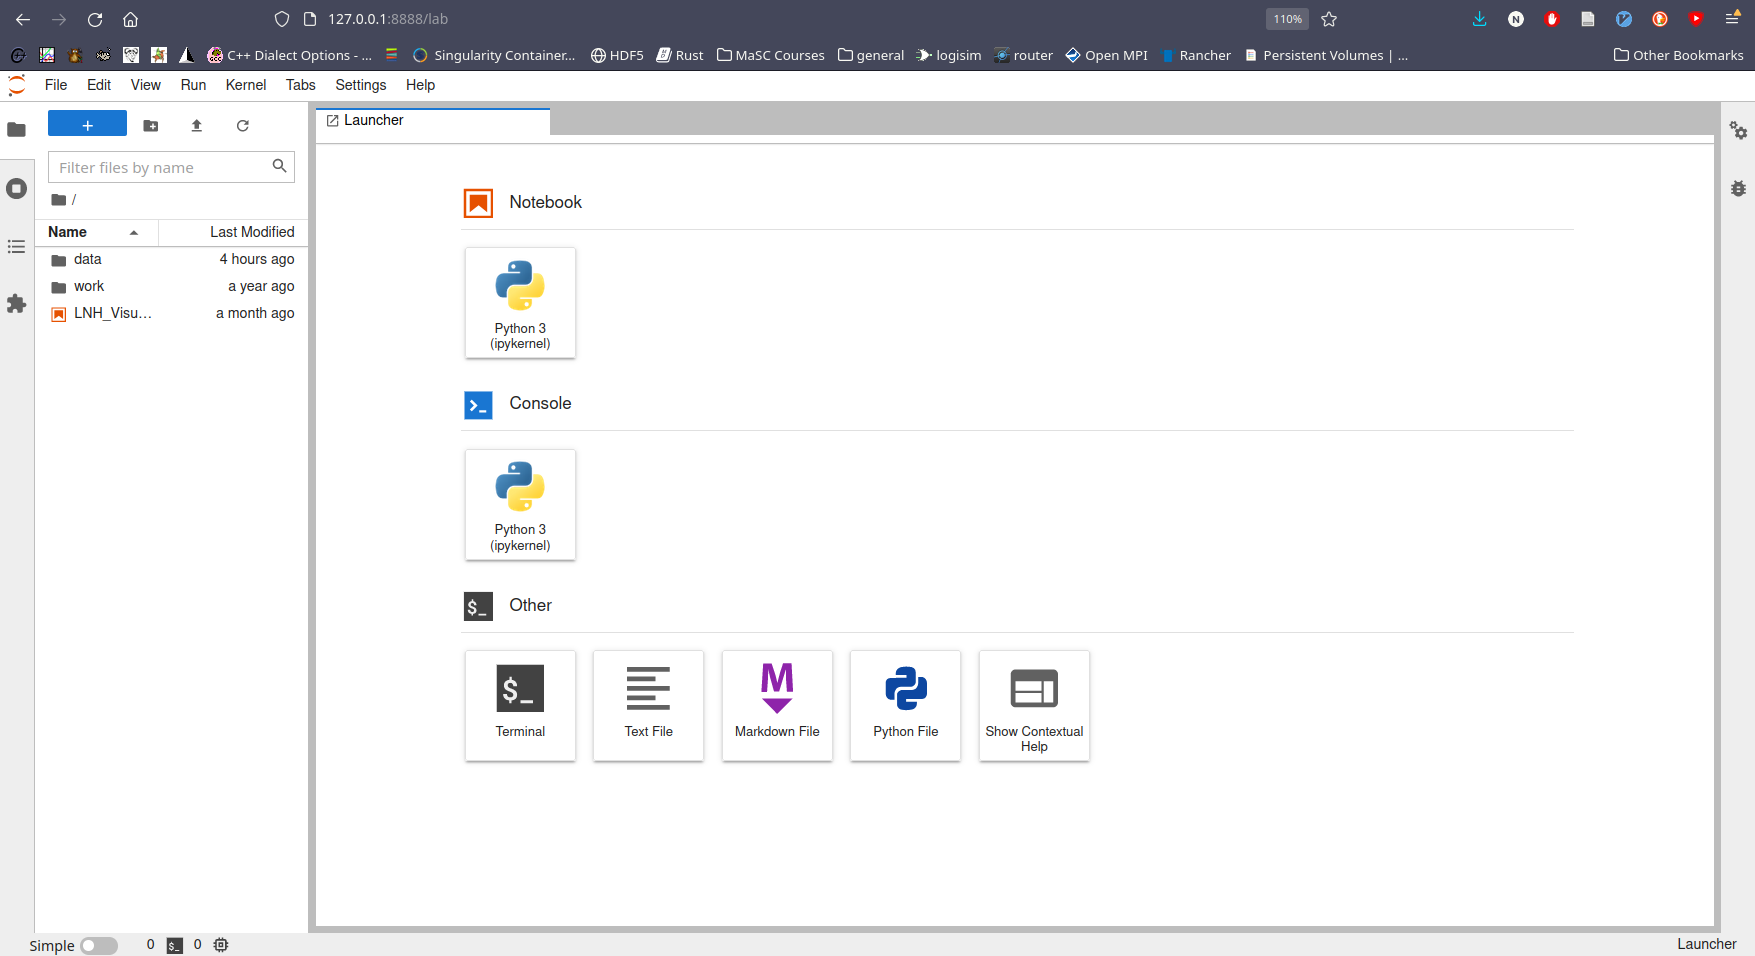 127.0.0.1:8888/lab
110%
C++ Dialect Options - ...
Singularity Container...
HDF5
Rust
MaSC Courses
general
logisim
router
Open MPI
Rancher
Persistent Volumes | ...
Other Bookmarks
File Edit View Run Kernel Tabs Settings Help
+
Launcher
Filter files by name
/
Name Last Modified
data 4 hours ago
work a year ago
LNH_Visu... a month ago
Notebook
Python 3
(ipykernel)
Console
Python 3
(ipykernel)
$_ Other
$_
Terminal
Text File
M
Markdown File
Python File
Show Contextual
Help
Simple 0 $_ 0
Launcher